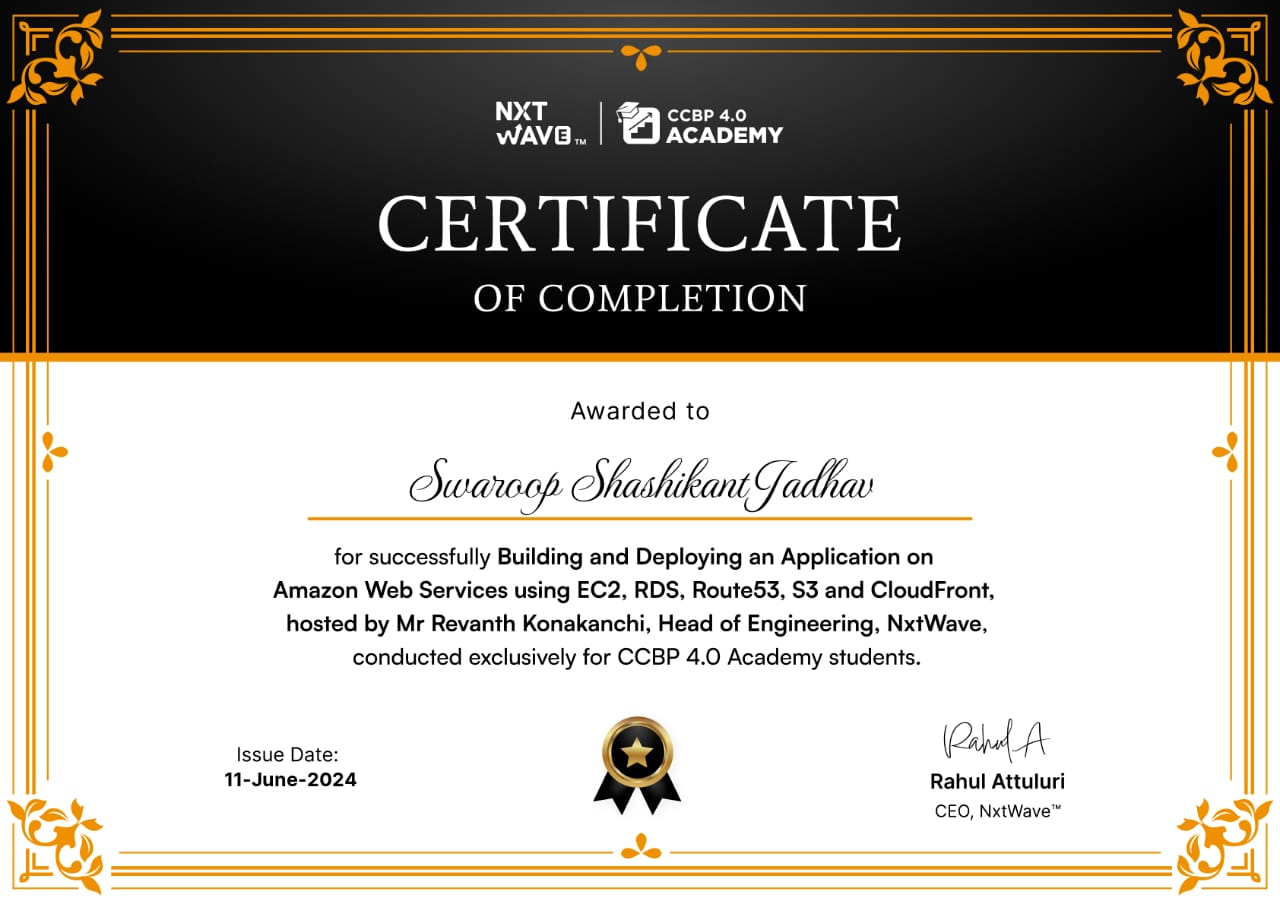 NXT
WAVE™
CCBP 4.0
ACADEMY
CERTIFICATE
OF COMPLETION
Awarded to
Swaroop Shashikant Jadhav
for successfully Building and Deploying an Application on
Amazon Web Services using EC2, RDS, Route53, S3 and CloudFront,
hosted by Mr Revanth Konakanchi, Head of Engineering, NxtWave,
conducted exclusively for CCBP 4.0 Academy students.
Issue Date:
11-June-2024
Rahul A
Rahul Attuluri
CEO, NxtWave™